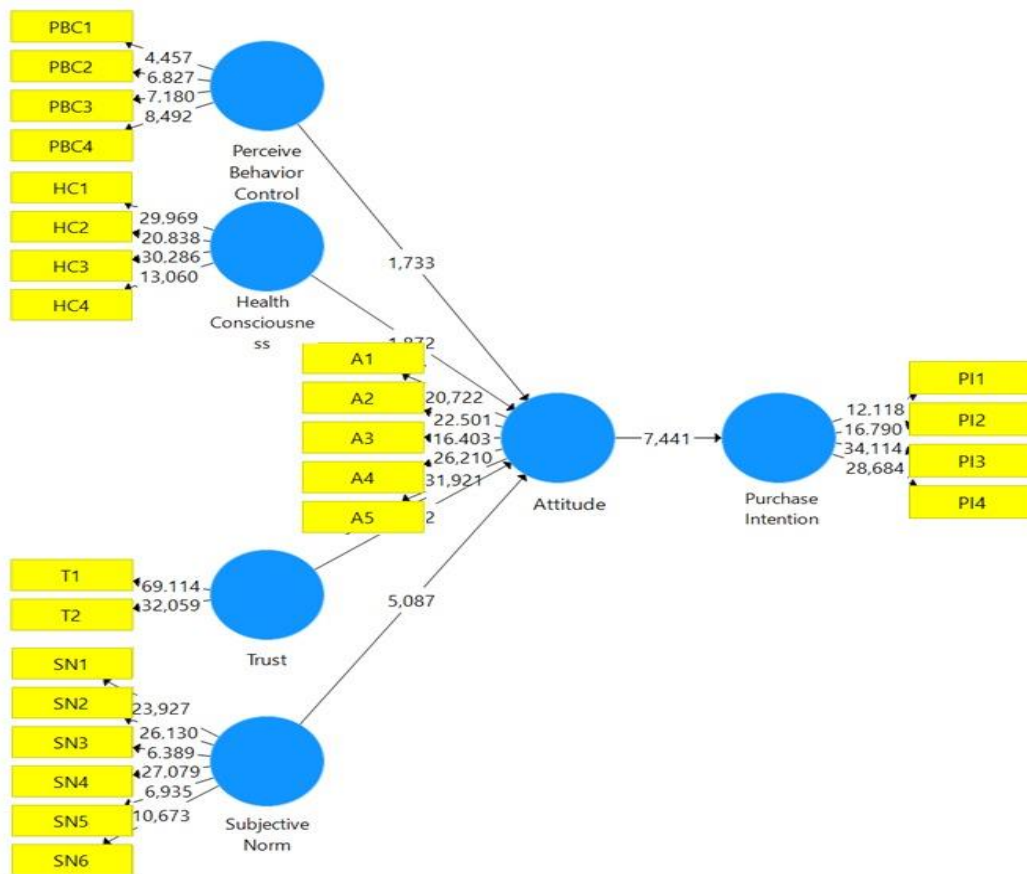 PBC1
PBC2
PBC3
PBC4
4,457
6.827
7.180
8,492
Perceive
Behavior
Control
HC1
HC2
HC3
HC4
29.969
20.838
30,286
13,060
Health
Consciousne
ss
1,733
A1
A2
A3
A4
A5
20,722
22.501
16.403
26,210
31,921
Attitude
7,441
Purchase
Intention
12.118
16.790
34,114
28,684
PI1
PI2
PI3
PI4
T1
T2
69.114
32,059
Trust
5,087
SN1
SN2
SN3
SN4
SN5
SN6
23,927
26.130
6.389
27,079
6,935
10,673
Subjective
Norm